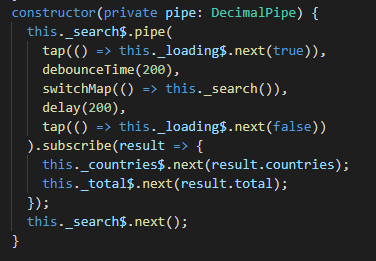 constructor(private pipe: DecimalPipe) {
this._search$.pipe(
tap(() => this._loading$.next(true)),
debounceTime(200),
switchMap(() => this._search()),
delay(200),
tap(() => this._loading$.next(false))
).subscribe(result => {
this._countries$.next(result.countries);
this._total$.next(result.total);
});
this._search$.next();
}